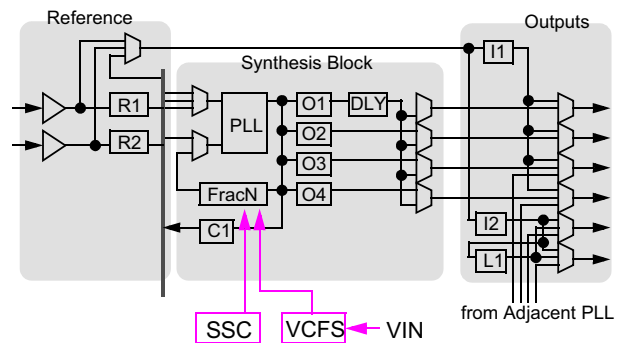 Reference
Outputs
Synthesis Block
I1
R1
O1
DLY
PLL
R2
O2
O3
FracN
O4
C1
I2
L1
from Adjacent PLL
SSC
VCFS
VIN